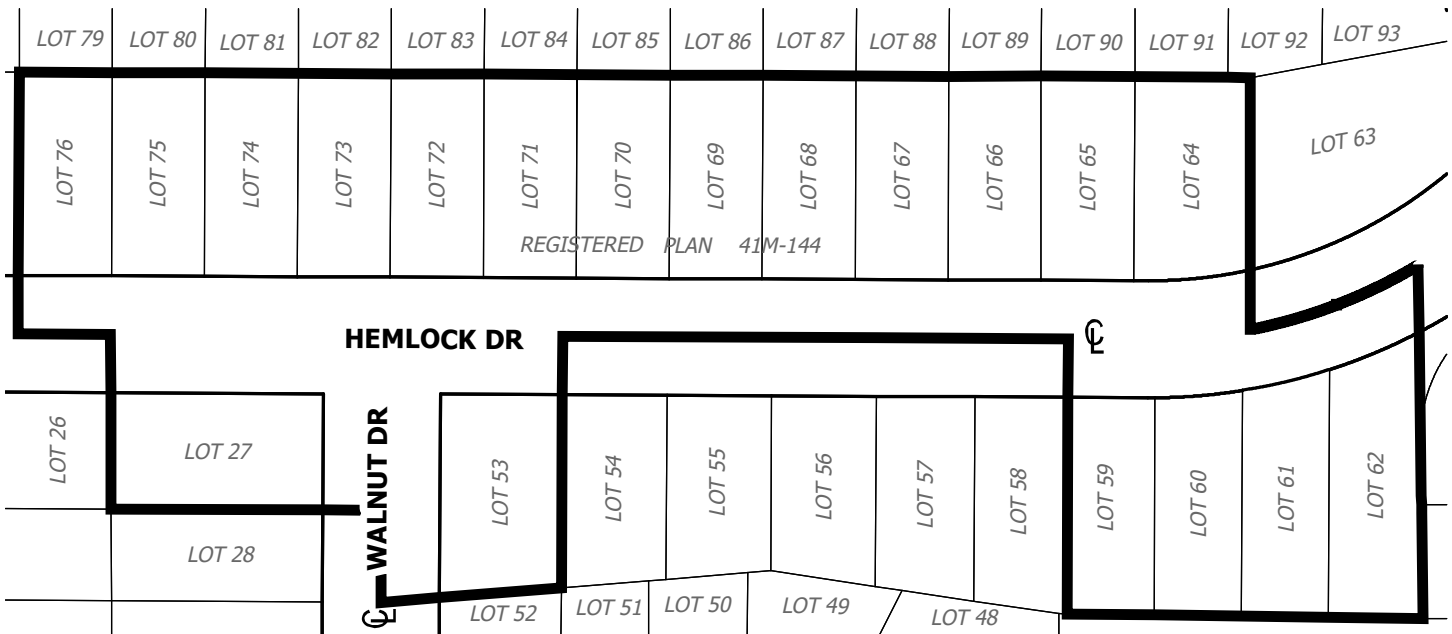 LOT 79
LOT 80
LOT 81
LOT 82
LOT 83
LOT 84
LOT 85
LOT 86
LOT 87
LOT 88
LOT 89
LOT 90
LOT 91
LOT 92
LOT 93
LOT 76
LOT 75
LOT 74
LOT 73
LOT 72
LOT 71
LOT 70
LOT 69
LOT 68
LOT 67
LOT 66
LOT 65
LOT 64
LOT 63
REGISTERED PLAN 41M-144
HEMLOCK DR
CL
LOT 26
LOT 27
WALNUT DR
LOT 53
LOT 54
LOT 55
LOT 56
LOT 57
LOT 58
LOT 59
LOT 60
LOT 61
LOT 62
LOT 28
CL
LOT 52
LOT 51
LOT 50
LOT 49
LOT 48